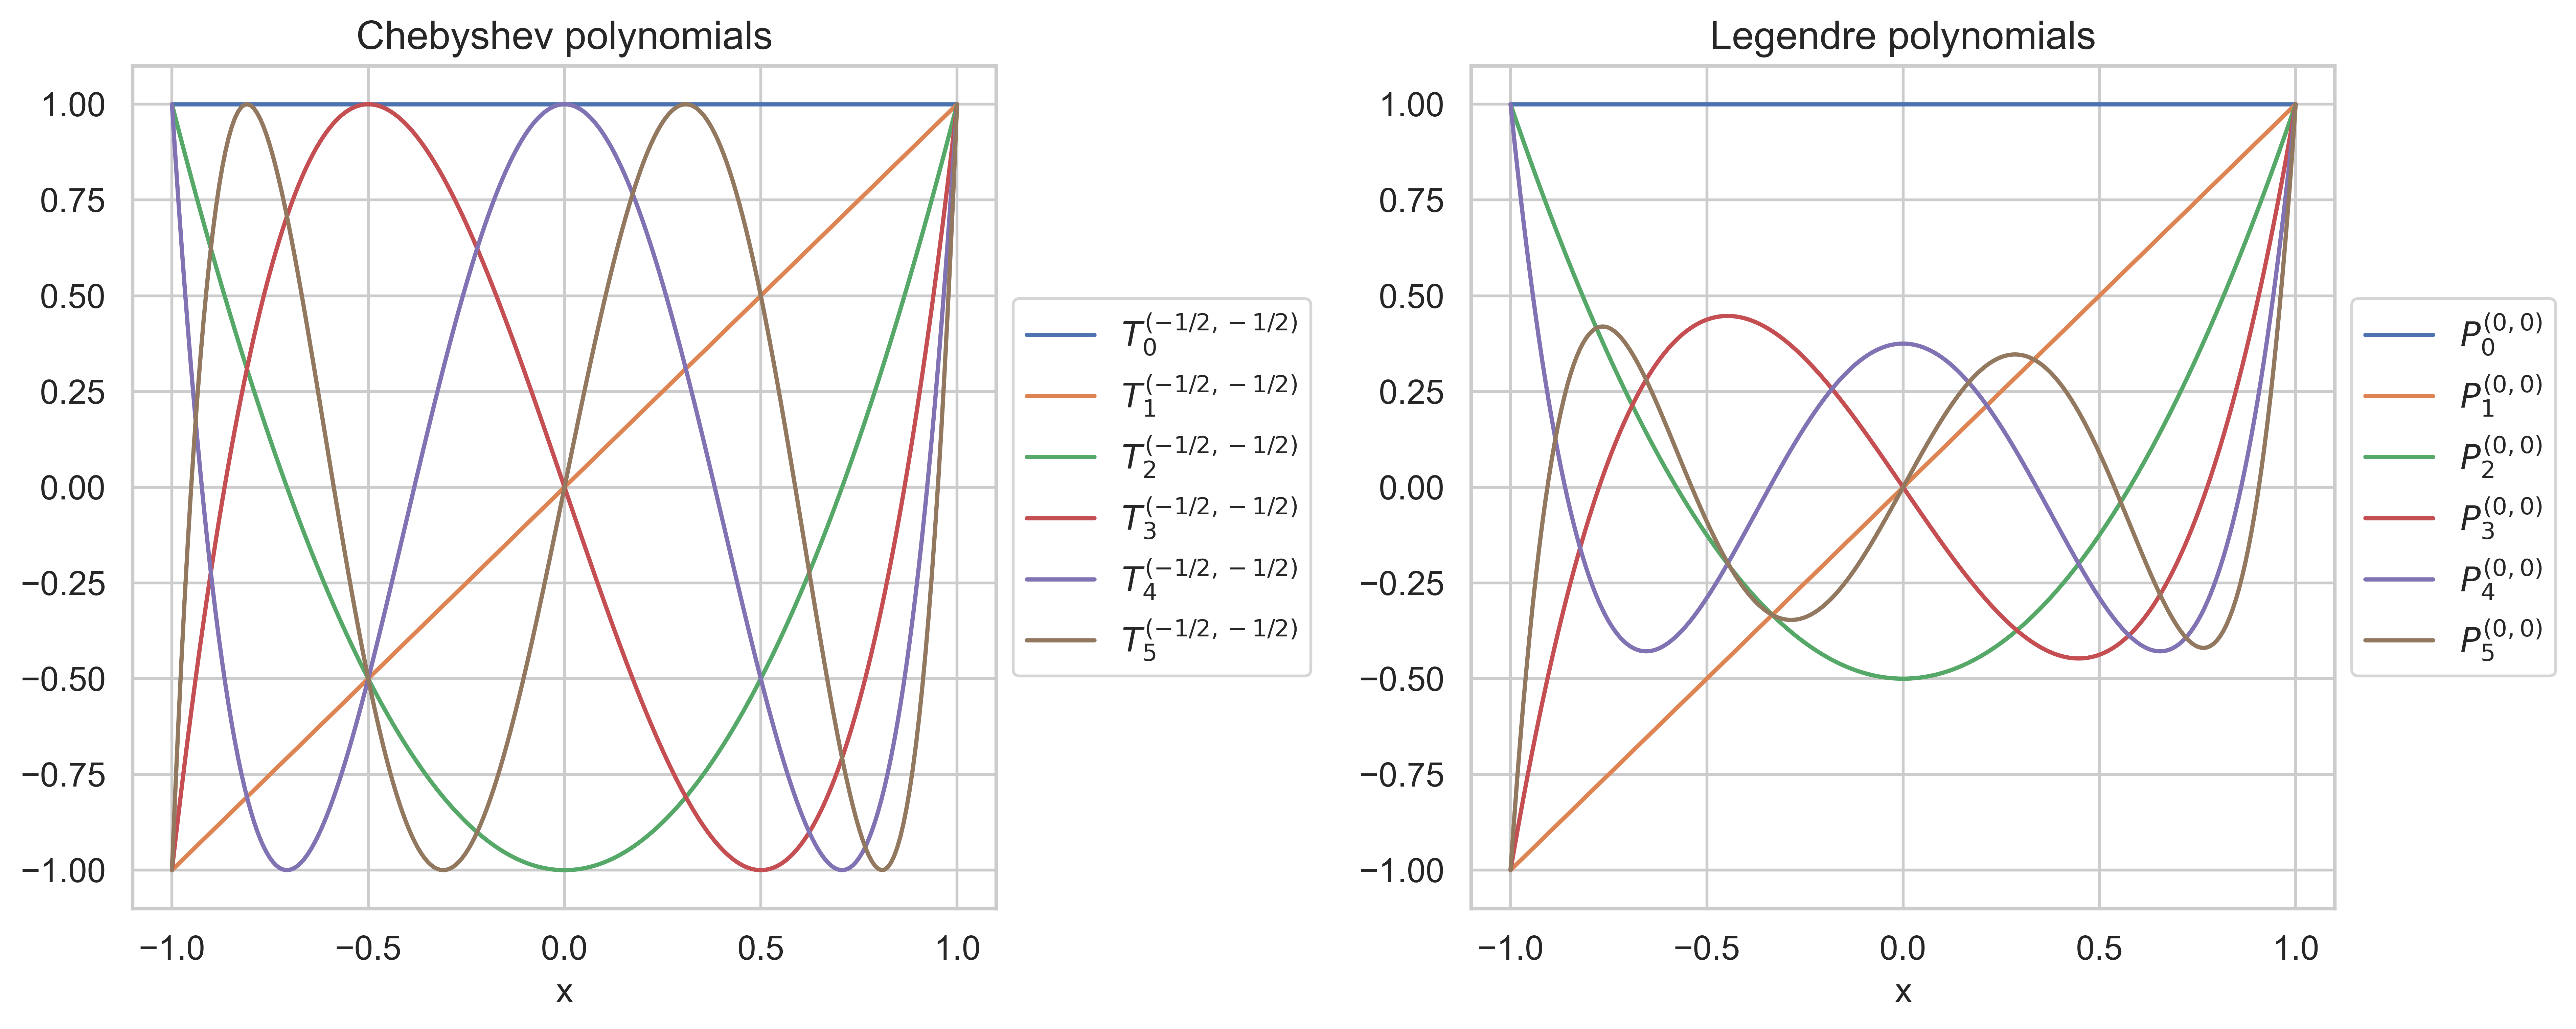 Chebyshev polynomials
1.00
0.75
0.50
0.25
0.00
−0.25
−0.50
−0.75
−1.00
−1.0 −0.5 0.0 0.5 1.0
x
T_0^{(−1/2, −1/2)}
T_1^{(−1/2, −1/2)}
T_2^{(−1/2, −1/2)}
T_3^{(−1/2, −1/2)}
T_4^{(−1/2, −1/2)}
T_5^{(−1/2, −1/2)}
Legendre polynomials
1.00
0.75
0.50
0.25
0.00
−0.25
−0.50
−0.75
−1.00
−1.0 −0.5 0.0 0.5 1.0
x
P_0^{(0, 0)}
P_1^{(0, 0)}
P_2^{(0, 0)}
P_3^{(0, 0)}
P_4^{(0, 0)}
P_5^{(0, 0)}